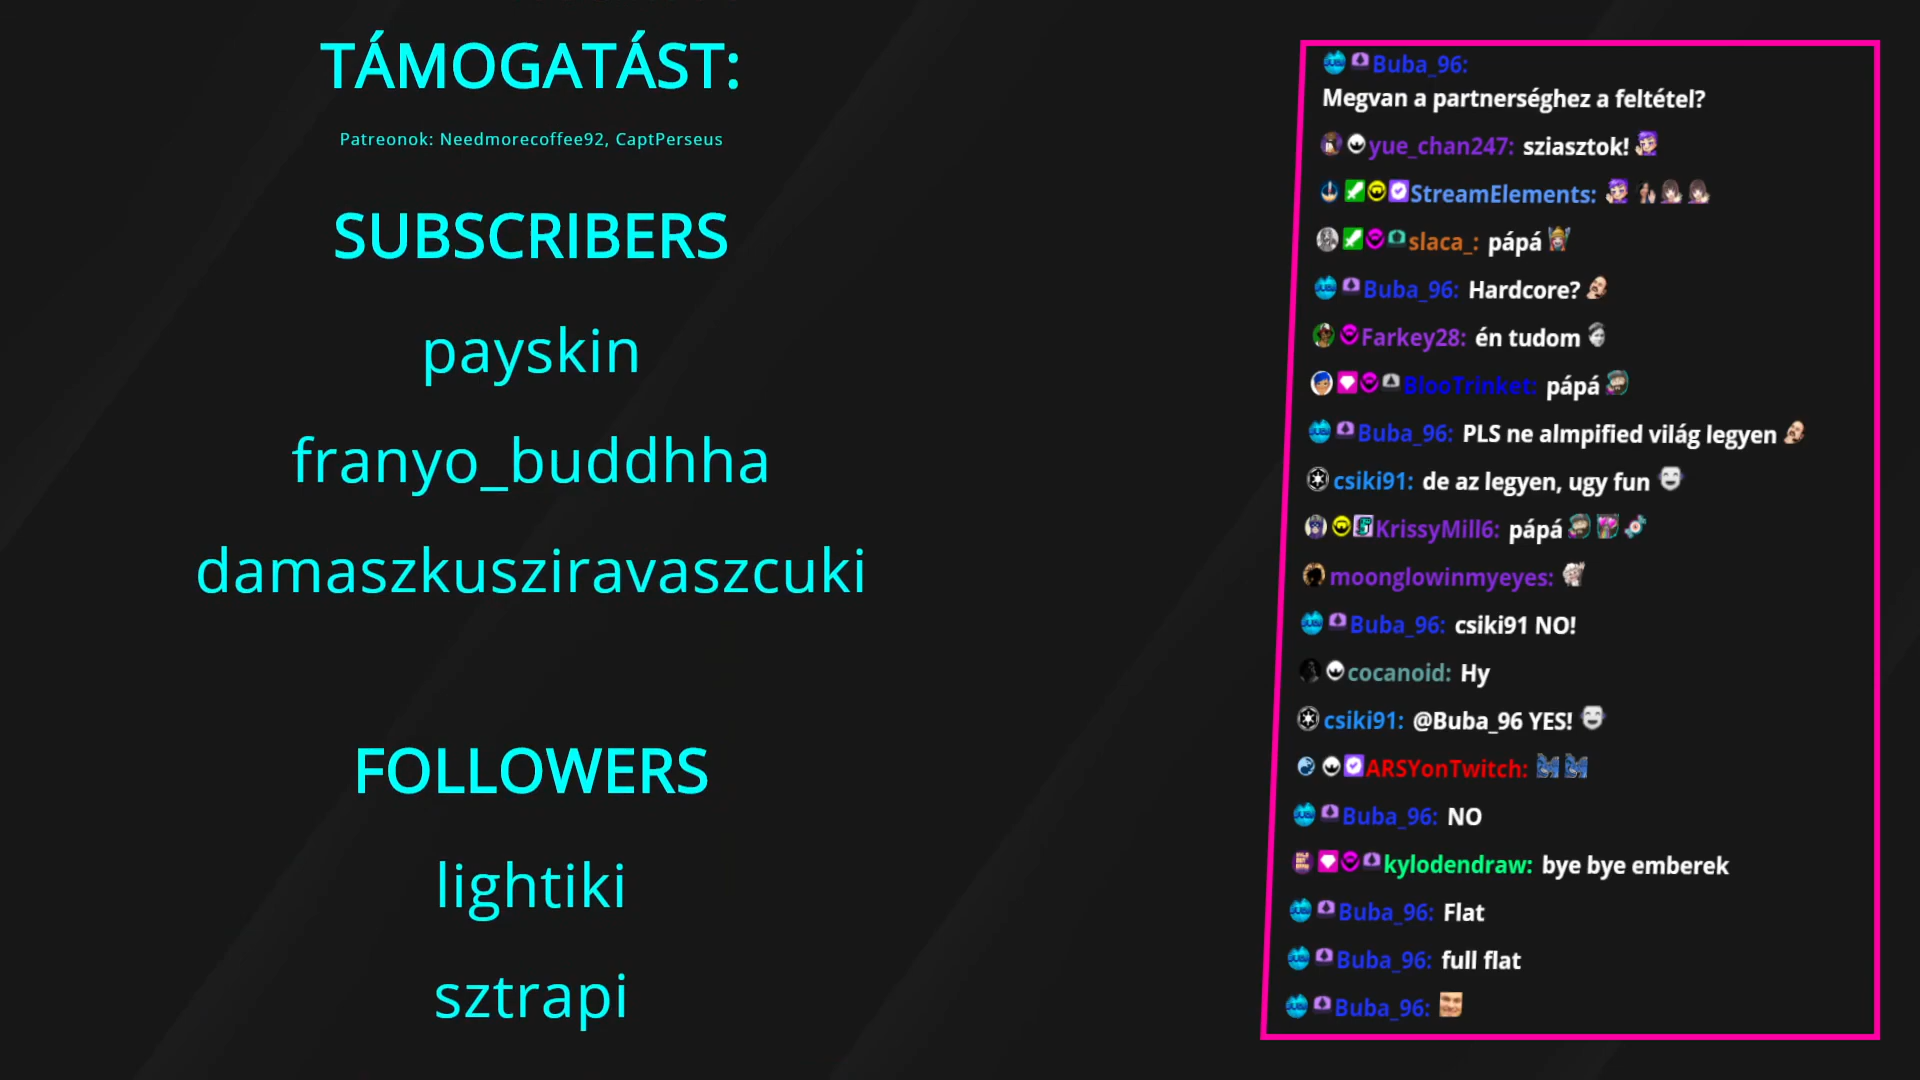 TÁMOGATÁST:
Patreonok: Needmorecoffee92, CaptPerseus
SUBSCRIBERS
payskin
franyo_buddhha
damaszkusziravaszcuki
FOLLOWERS
lightiki
sztrapi
Buba_96:
Megvan a partnerséghez a feltétel?
yue_chan247: sziasztok!
StreamElements:
slaca_: pápá
Buba_96: Hardcore?
Farkey28: én tudom
BlooTrinket: pápá
Buba_96: PLS ne almpified világ legyen
csiki91: de az legyen, ugy fun
KrissyMill6: pápá
moonglowinmyeyes:
Buba_96: csiki91 NO!
cocanoid: Hy
csiki91: @Buba_96 YES!
ARSYonTwitch:
Buba_96: NO
kylodendraw: bye bye emberek
Buba_96: Flat
Buba_96: full flat
Buba_96: